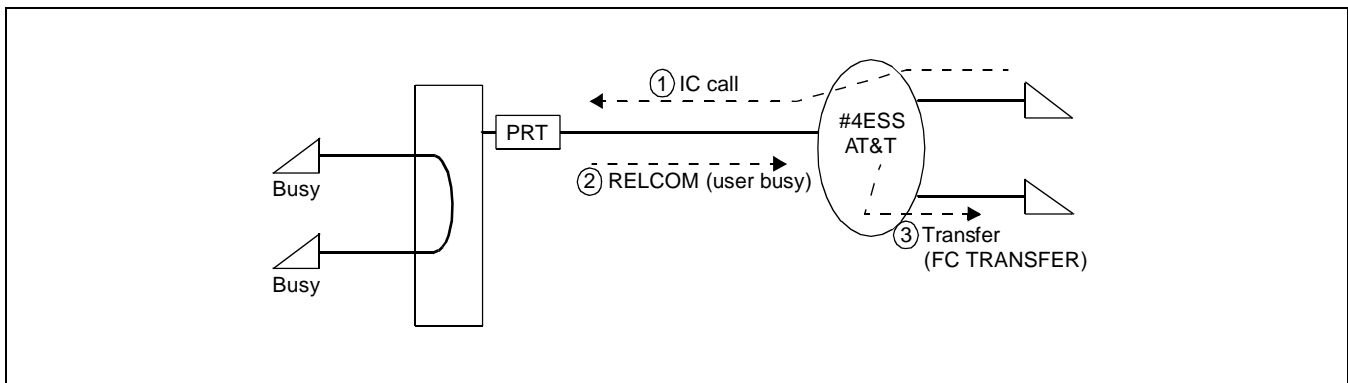 ① IC call
#4ESS
AT&T
PRT
② RELCOM (user busy)
Busy
③ Transfer
(FC TRANSFER)
Busy